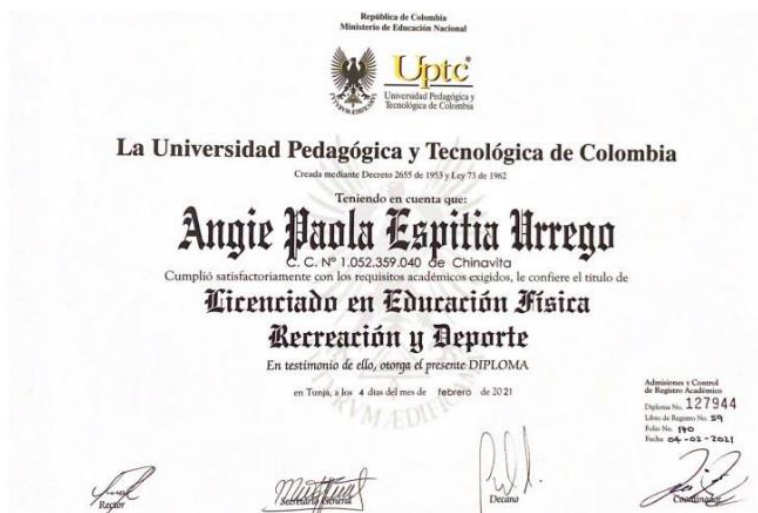 República de Colombia
Ministerio de Educación Nacional
Uptc
Universidad Pedagógica y
Tecnológica de Colombia
La Universidad Pedagógica y Tecnológica de Colombia
Creada mediante Decreto 2655 de 1953 y Ley 73 de 1962
Teniendo en cuenta que:
Angie Paola Espitia Urrego
C. C. Nº 1.052.359.040 de Chinavita
Cumplió satisfactoriamente con los requisitos académicos exigidos, le confiere el título de
Licenciado en Educación Física
Recreación y Deporte
En testimonio de ello, otorga el presente DIPLOMA
en Tunja, a los 4 días del mes de febrero de 2021
Admisiones y Control
de Registro Académico
Diploma No. 127944
Libro de Registro No. 59
Folio No. 170
Fecha 04-02-2021
Rector
Secretario General
Decano
Coordinador